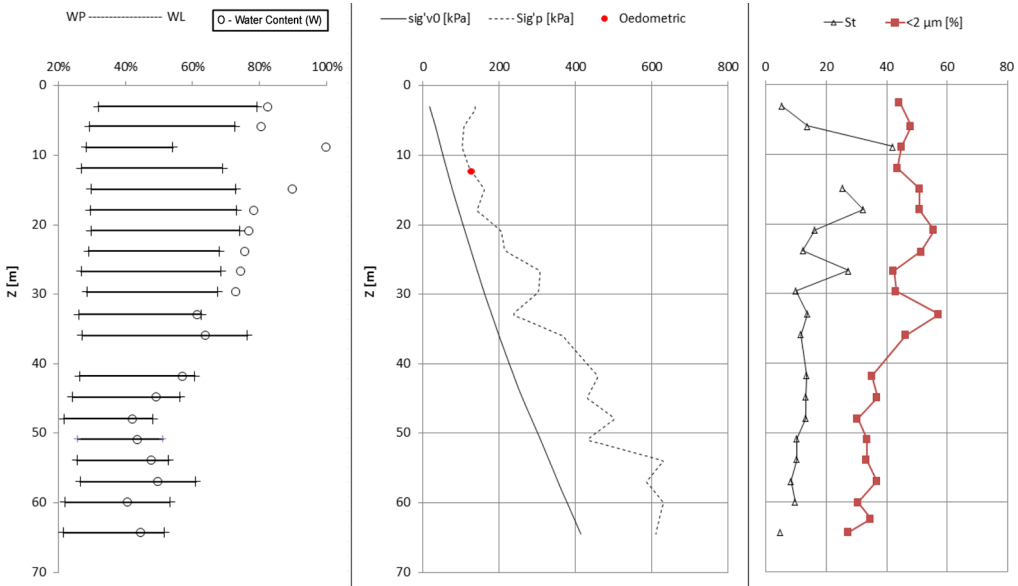 WP WL
O - Water Content (W)
sig'v0 [kPa] Sig'p [kPa] Oedometric
St <2 µm [%]
20% 40% 60% 80% 100%
0 200 400 600 800
0 20 40 60 80
0
10
20
30
40
50
60
70
Z [m]
0
10
20
30
40
50
60
70
Z [m]